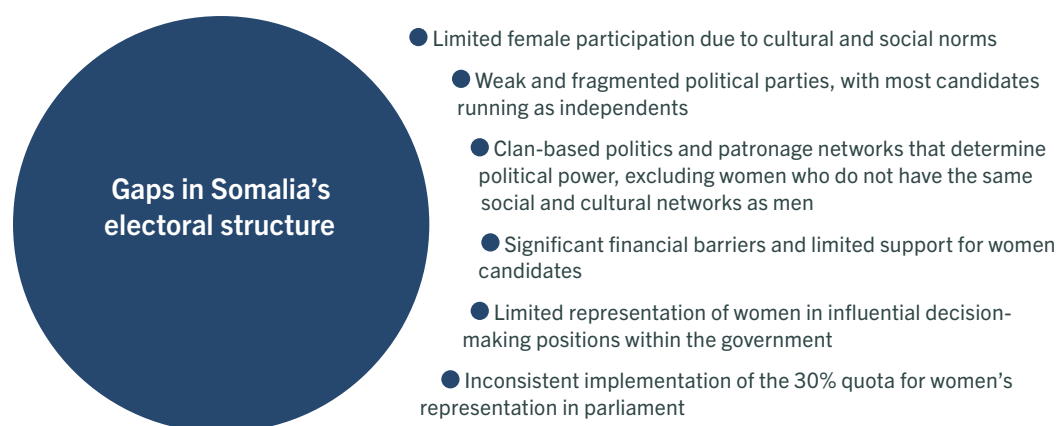 Gaps in Somalia's
electoral structure
Limited female participation due to cultural and social norms
Weak and fragmented political parties, with most candidates
running as independents
Clan-based politics and patronage networks that determine
political power, excluding women who do not have the same
social and cultural networks as men
Significant financial barriers and limited support for women
candidates
Limited representation of women in influential decision-
making positions within the government
Inconsistent implementation of the 30% quota for women's
representation in parliament